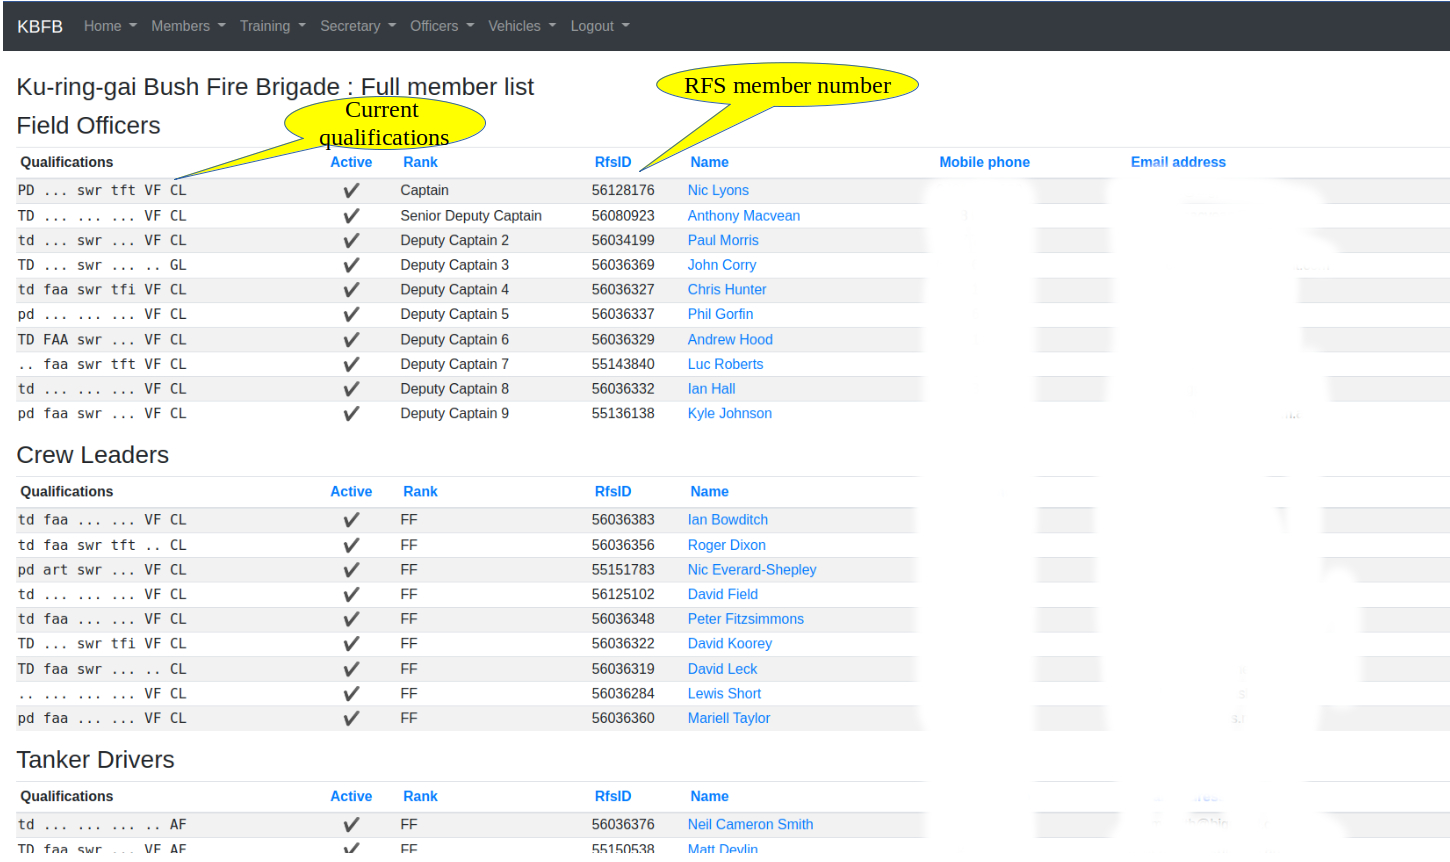 KBFB Home Members Training Secretary Officers Vehicles Logout
Ku-ring-gai Bush Fire Brigade : Full member list
RFS member number
Current
qualifications
Field Officers
Qualifications Active Rank RfsID Name Mobile phone Email address
PD ... swr tft VF CL ✔ Captain 56128176 Nic Lyons
TD ... ... ... VF CL ✔ Senior Deputy Captain 56080923 Anthony Macvean
td ... swr ... VF CL ✔ Deputy Captain 2 56034199 Paul Morris
TD ... swr ... .. GL ✔ Deputy Captain 3 56036369 John Corry
td faa swr tfi VF CL ✔ Deputy Captain 4 56036327 Chris Hunter
pd ... ... ... VF CL ✔ Deputy Captain 5 56036337 Phil Gorfin
TD FAA swr ... VF CL ✔ Deputy Captain 6 56036329 Andrew Hood
.. faa swr tft VF CL ✔ Deputy Captain 7 55143840 Luc Roberts
td ... ... ... VF CL ✔ Deputy Captain 8 56036332 Ian Hall
pd faa swr ... VF CL ✔ Deputy Captain 9 55136138 Kyle Johnson
Crew Leaders
Qualifications Active Rank RfsID Name
td faa ... ... VF CL ✔ FF 56036383 Ian Bowditch
td faa swr tft .. CL ✔ FF 56036356 Roger Dixon
pd art swr ... VF CL ✔ FF 55151783 Nic Everard-Shepley
td ... ... ... VF CL ✔ FF 56125102 David Field
td faa ... ... VF CL ✔ FF 56036348 Peter Fitzsimmons
TD ... swr tfi VF CL ✔ FF 56036322 David Koorey
TD faa swr ... .. CL ✔ FF 56036319 David Leck
.. ... ... ... VF CL ✔ FF 56036284 Lewis Short
pd faa ... ... VF CL ✔ FF 56036360 Mariell Taylor
Tanker Drivers
Qualifications Active Rank RfsID Name
td ... ... ... .. AF ✔ FF 56036376 Neil Cameron Smith
TD faa swr ... VF AF ✔ FF 55150538 Matt Devlin